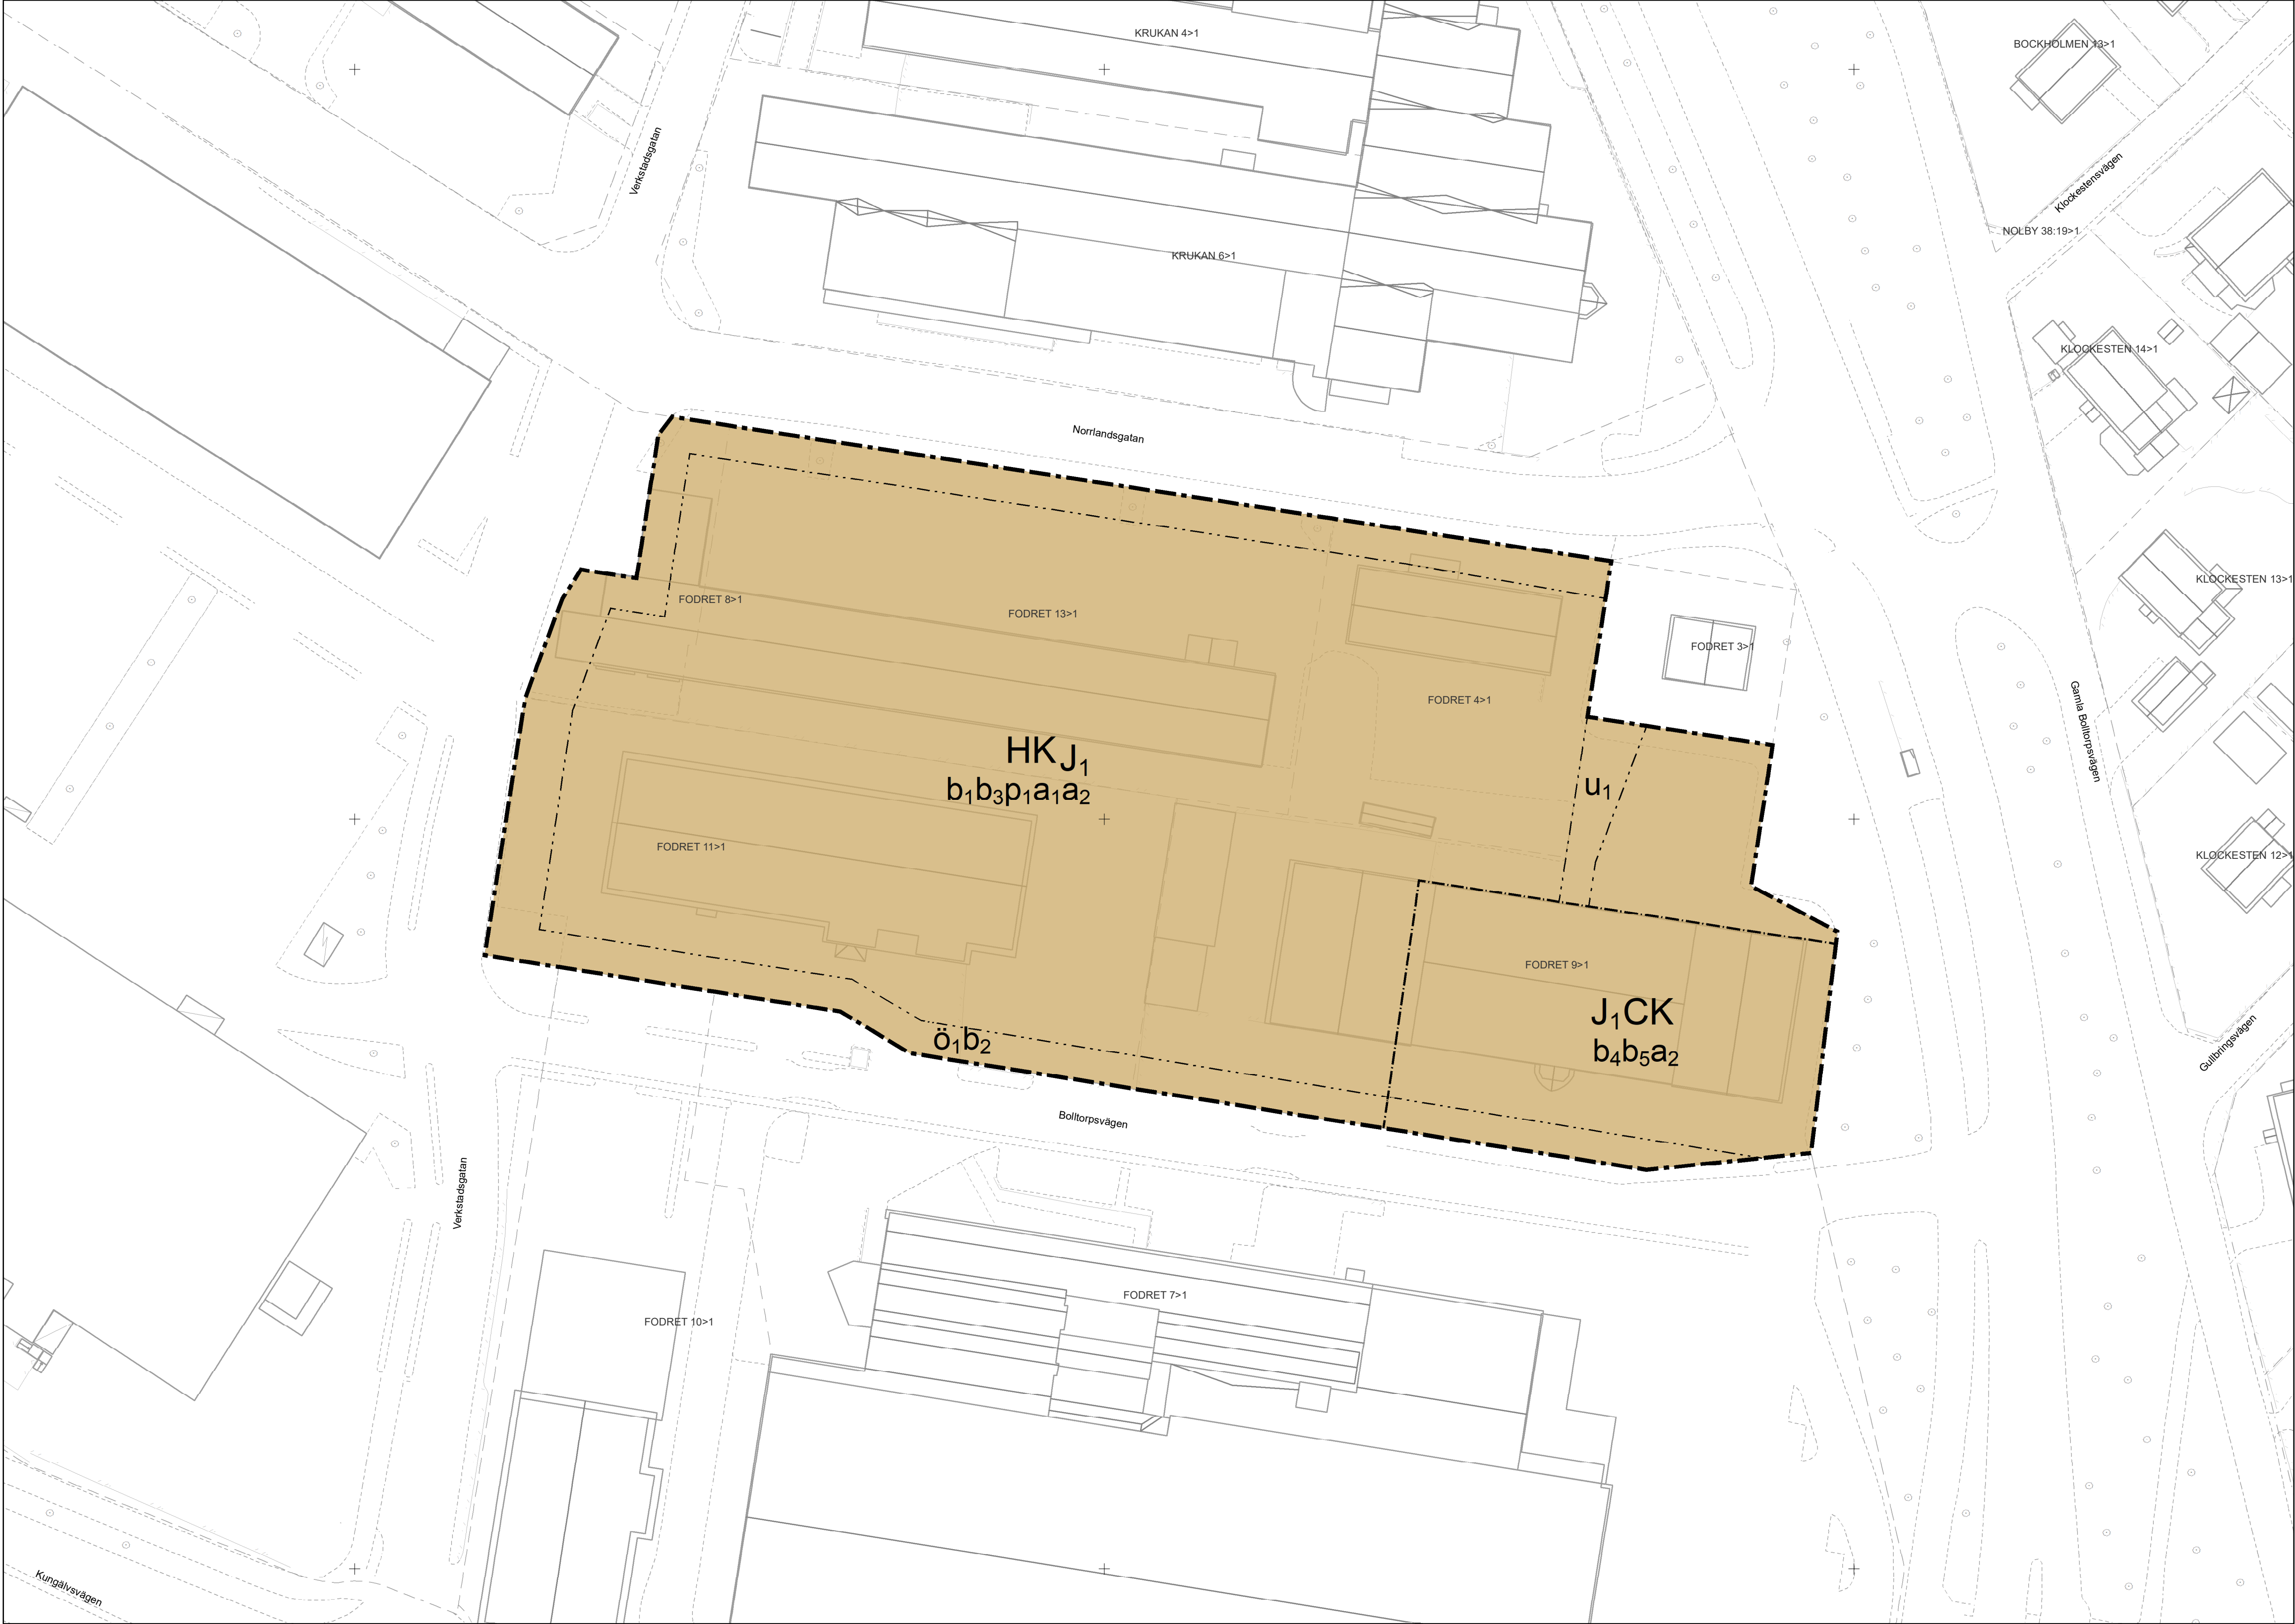 KRUKAN 4>1
BOCKHOLMEN 13>1
Verkstadsgatan
Klockestensvägen
NOLBY 38:19>1
KRUKAN 6>1
KLOCKESTEN 14>1
Norrlandsgatan
KLOCKESTEN 13>1
FODRET 8>1
FODRET 13>1
FODRET 3>1
FODRET 4>1
Gamla Bolltorpsvägen
HKJ₁
b₁b₃p₁a₁a₂
u₁
FODRET 11>1
KLOCKESTEN 12>1
FODRET 9>1
J₁CK
b₄b₅a₂
ö₁b₂
Gullbringsvägen
Bolltorpsvägen
Verkstadsgatan
FODRET 7>1
FODRET 10>1
Kungälvsvägen